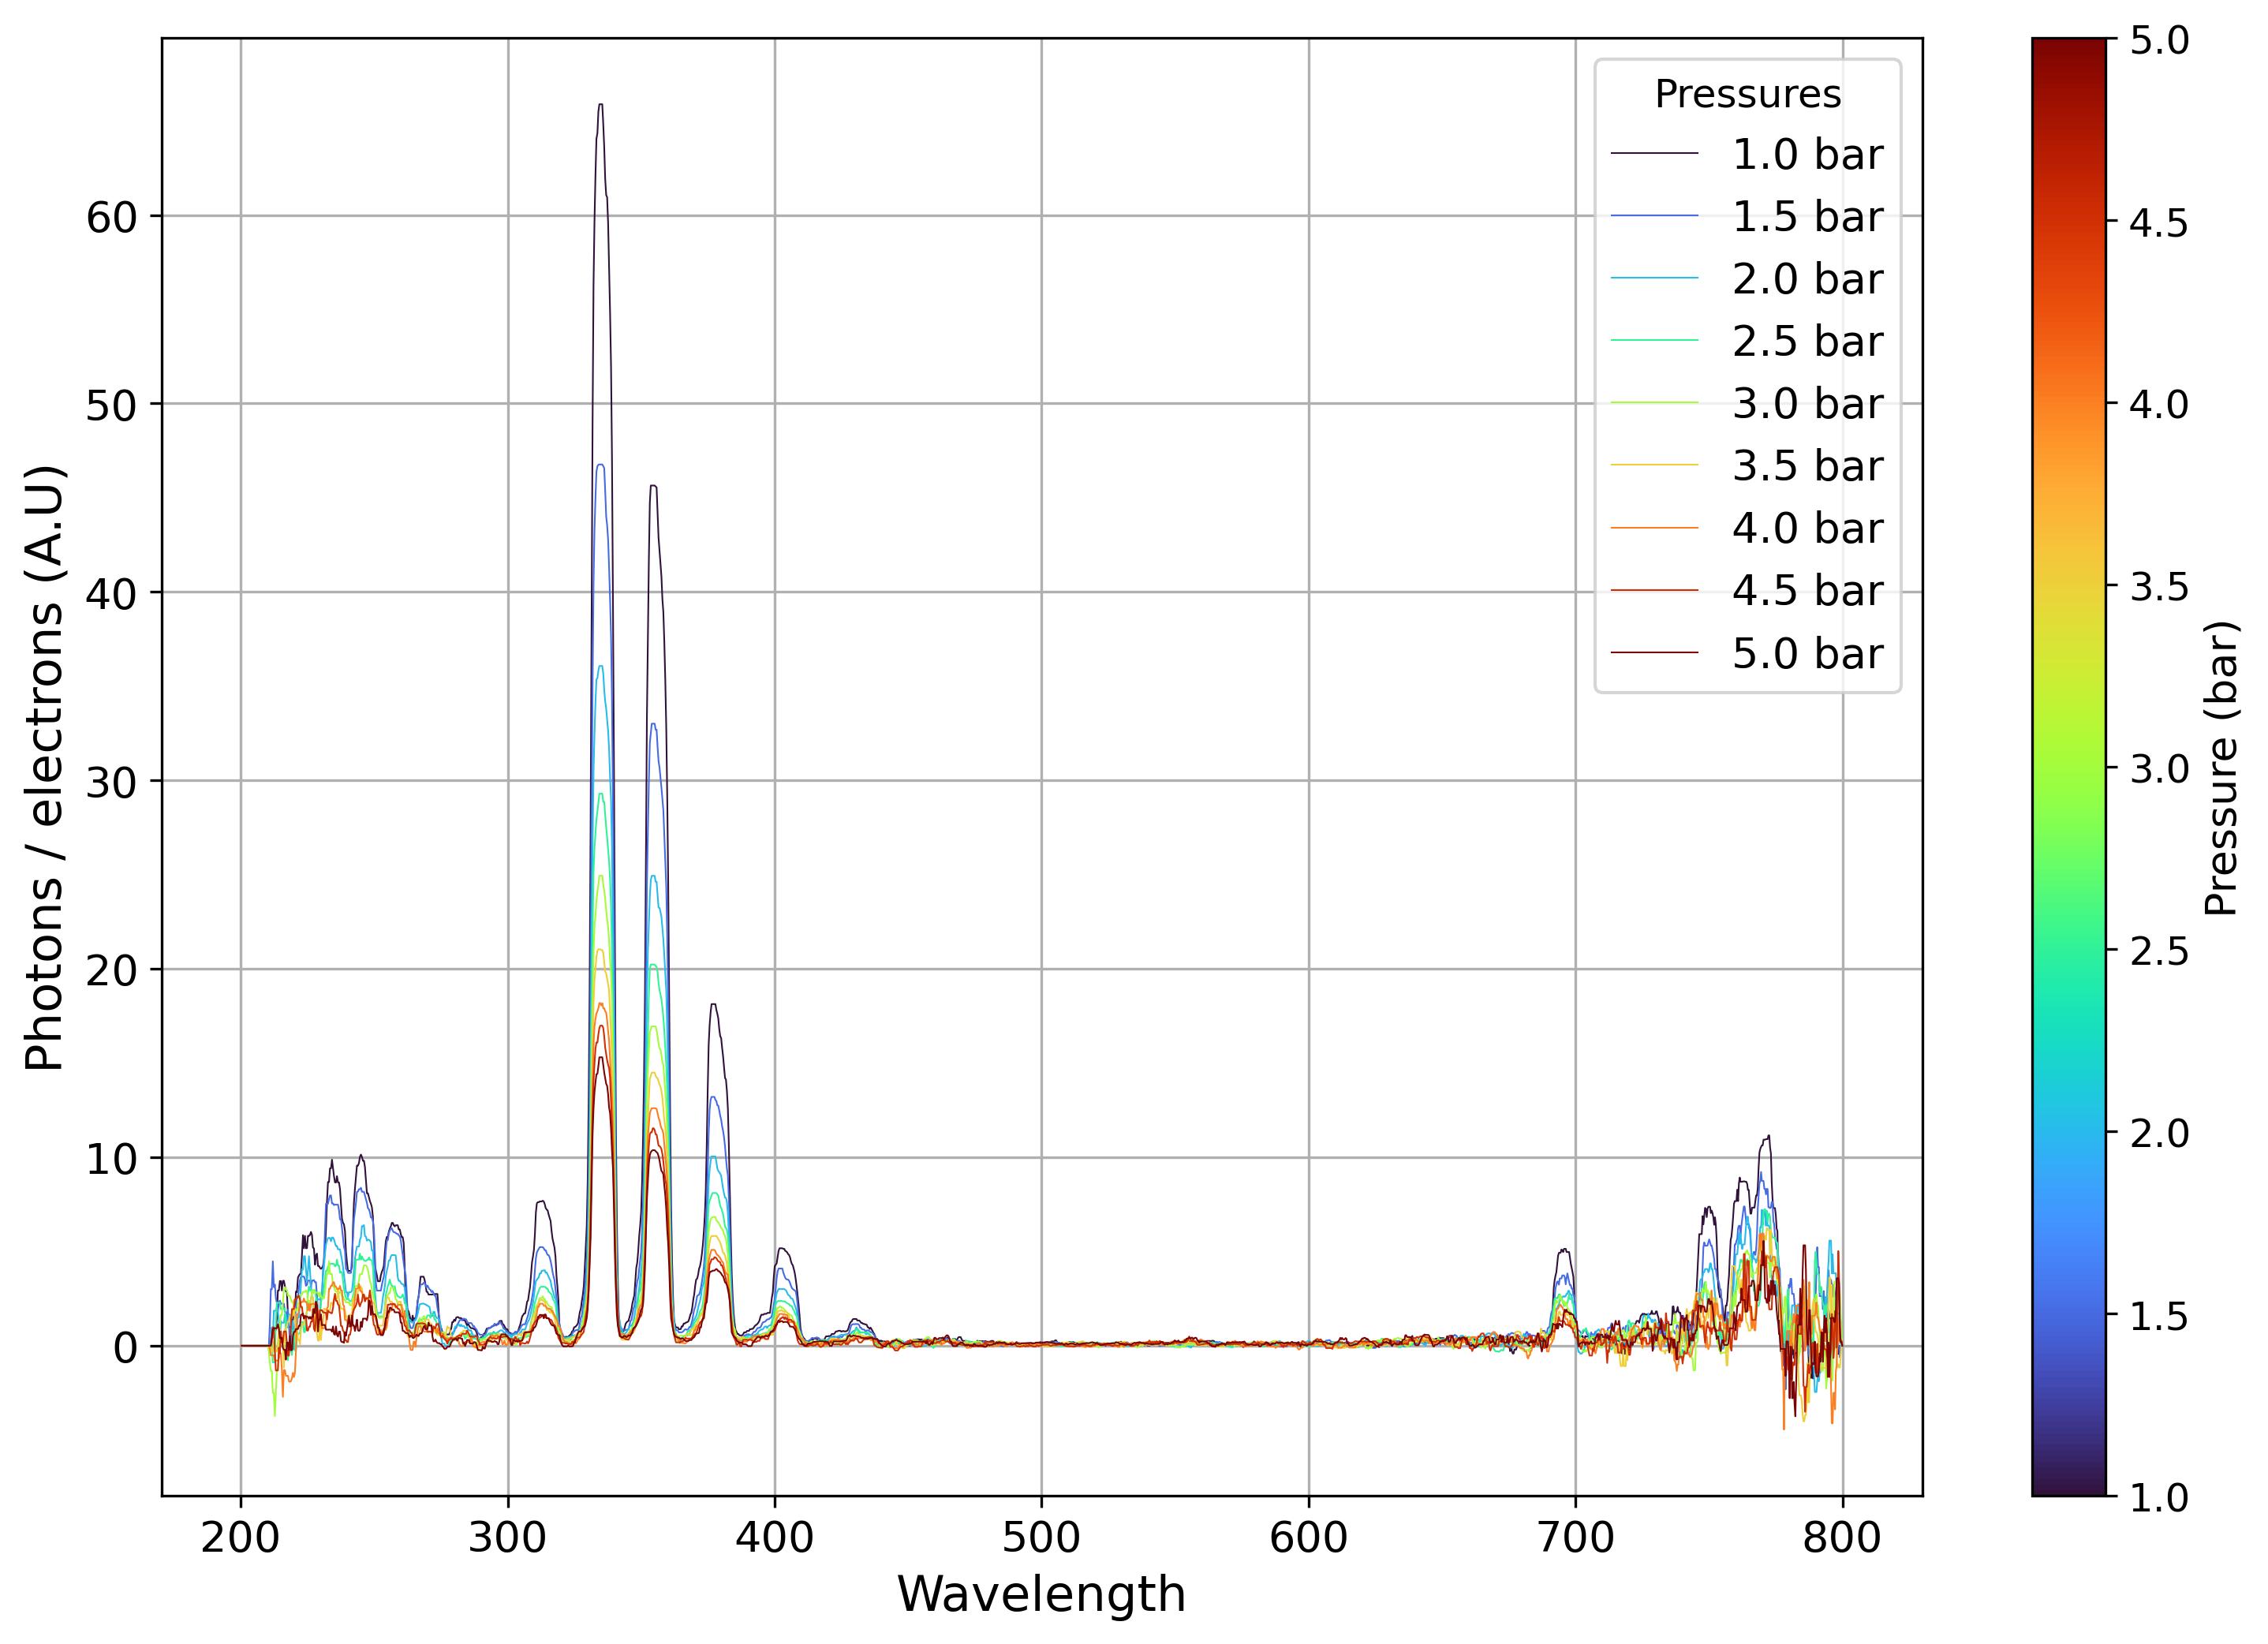 Photons / electrons (A.U)
60
50
40
30
20
10
0
200 300 400 500 600 700 800
Wavelength
Pressures
1.0 bar
1.5 bar
2.0 bar
2.5 bar
3.0 bar
3.5 bar
4.0 bar
4.5 bar
5.0 bar
5.0
4.5
4.0
3.5
3.0
2.5
2.0
1.5
1.0
Pressure (bar)